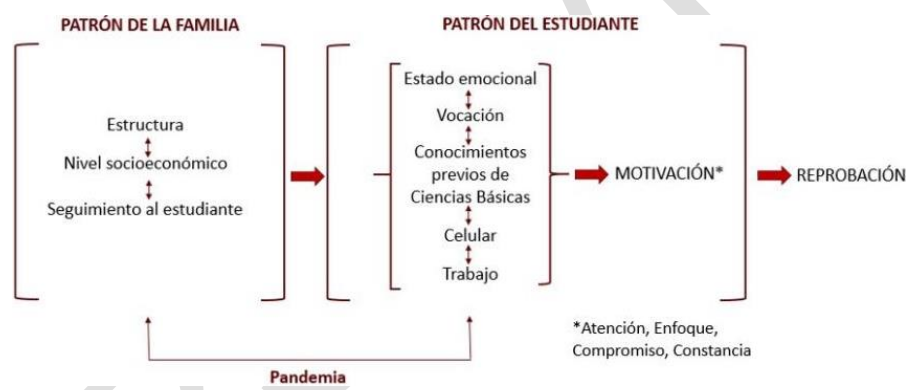 PATRÓN DE LA FAMILIA
Estructura
Nivel socioeconómico
Seguimiento al estudiante
PATRÓN DEL ESTUDIANTE
Estado emocional
Vocación
Conocimientos
previos de
Ciencias Básicas
Celular
Trabajo
MOTIVACIÓN*
REPROBACIÓN
*Atención, Enfoque,
Compromiso, Constancia
Pandemia